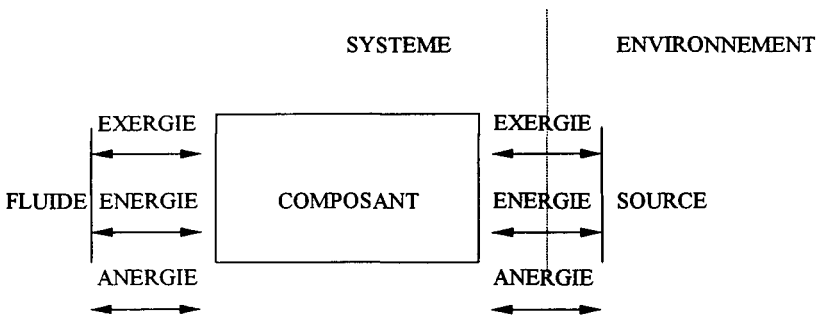 SYSTEME ENVIRONNEMENT
EXERGIE EXERGIE
FLUIDE ENERGIE COMPOSANT ENERGIE SOURCE
ANERGIE ANERGIE